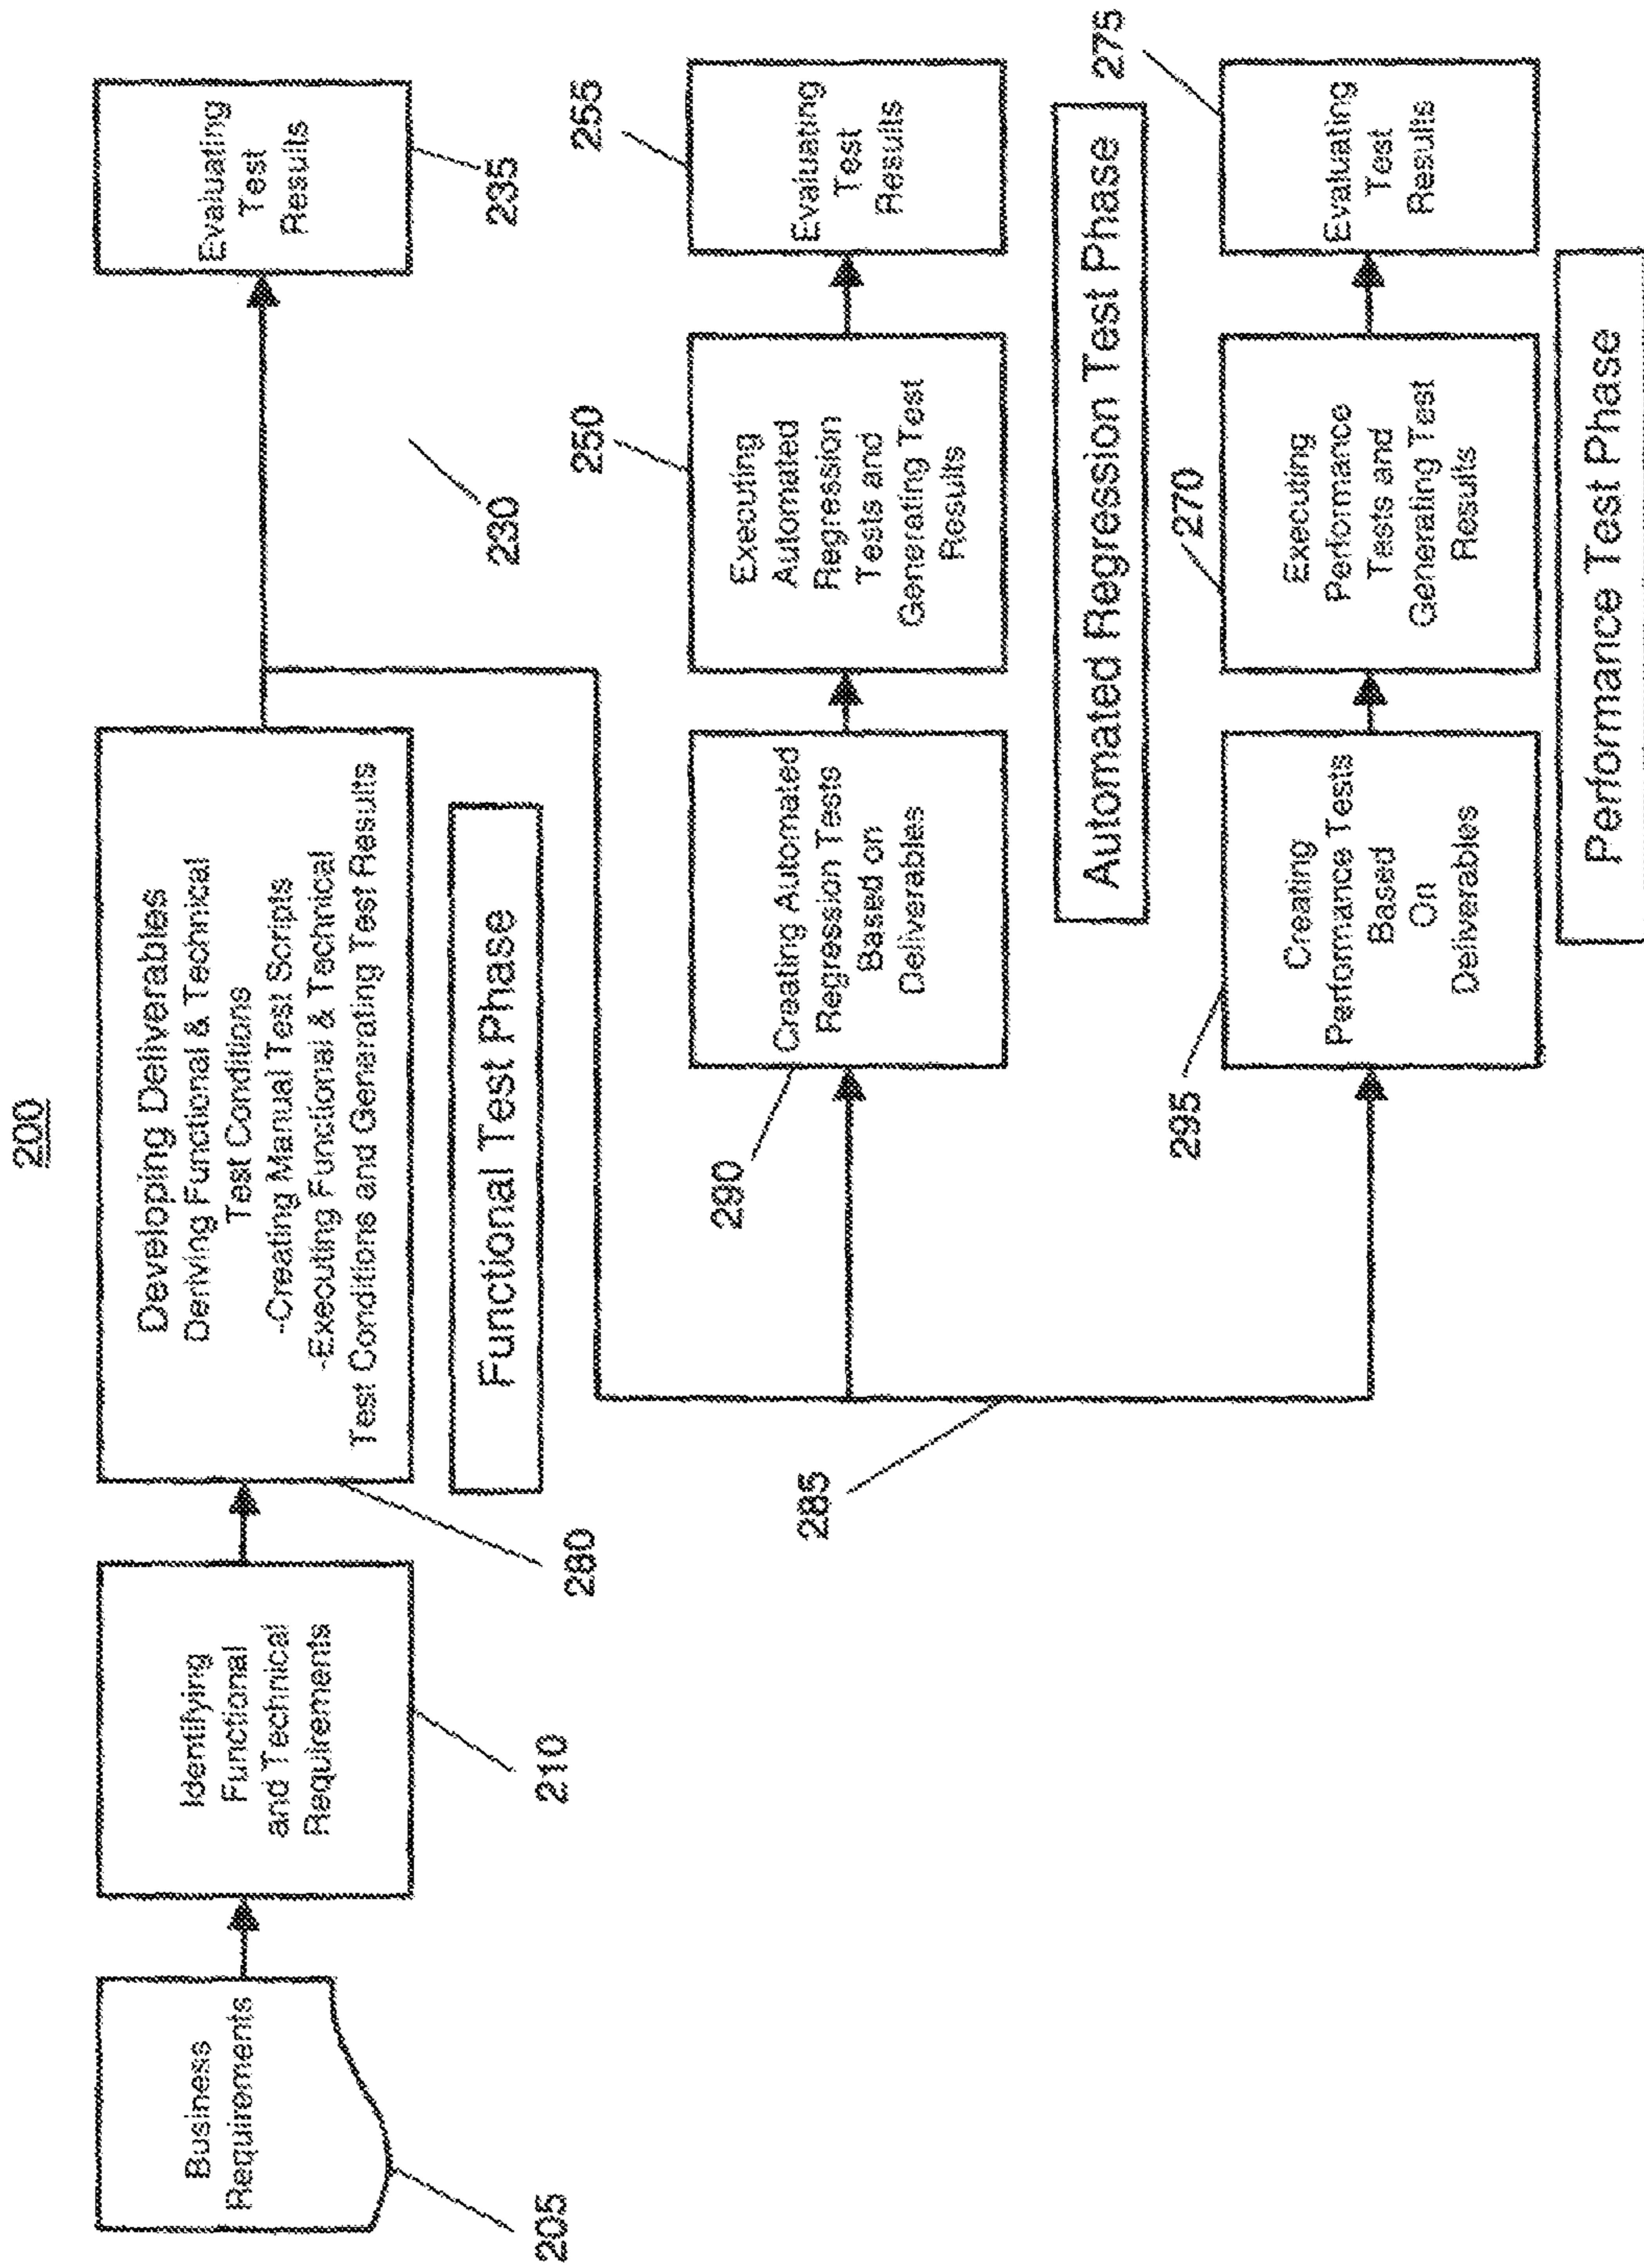 200
Business
Requirements
205
Identifying
Functional
and Technical
Requirements
210
Developing Deliverables
Deriving Functional & Technical
Test Conditions
-Creating Manual Test Scripts
-Executing Functional & Technical
Test Conditions and Generating Test Results
280
Functional Test Phase
230
Evaluating
Test
Results
235
285
290
Creating Automated
Regression Tests
Based on
Deliverables
250
Executing
Automated
Regression
Tests and
Generating Test
Results
255
Evaluating
Test
Results
Automated Regression Test Phase
295
Creating
Performance Tests
Based
On
Deliverables
270
Executing
Performance
Tests and
Generating Test
Results
275
Evaluating
Test
Results
Performance Test Phase